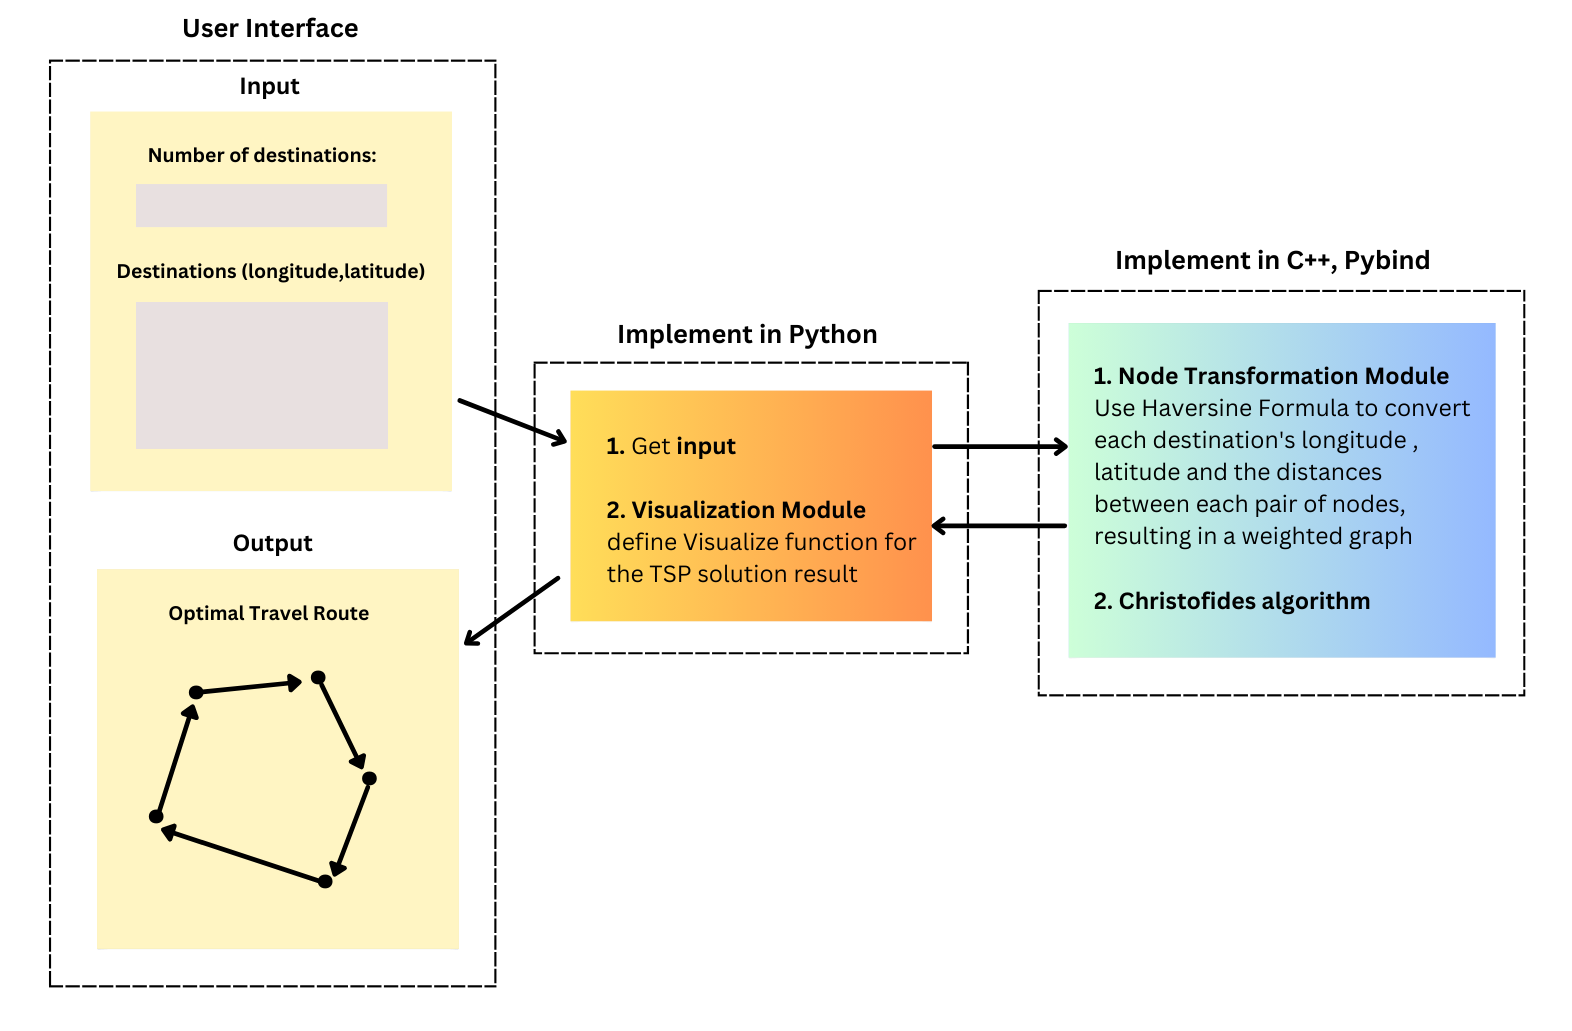 User Interface
Input
Number of destinations:
Destinations (longitude,latitude)
Output
Optimal Travel Route
Implement in Python
1. Get input
2. Visualization Module
define Visualize function for
the TSP solution result
Implement in C++, Pybind
1. Node Transformation Module
Use Haversine Formula to convert
each destination's longitude ,
latitude and the distances
between each pair of nodes,
resulting in a weighted graph
2. Christofides algorithm